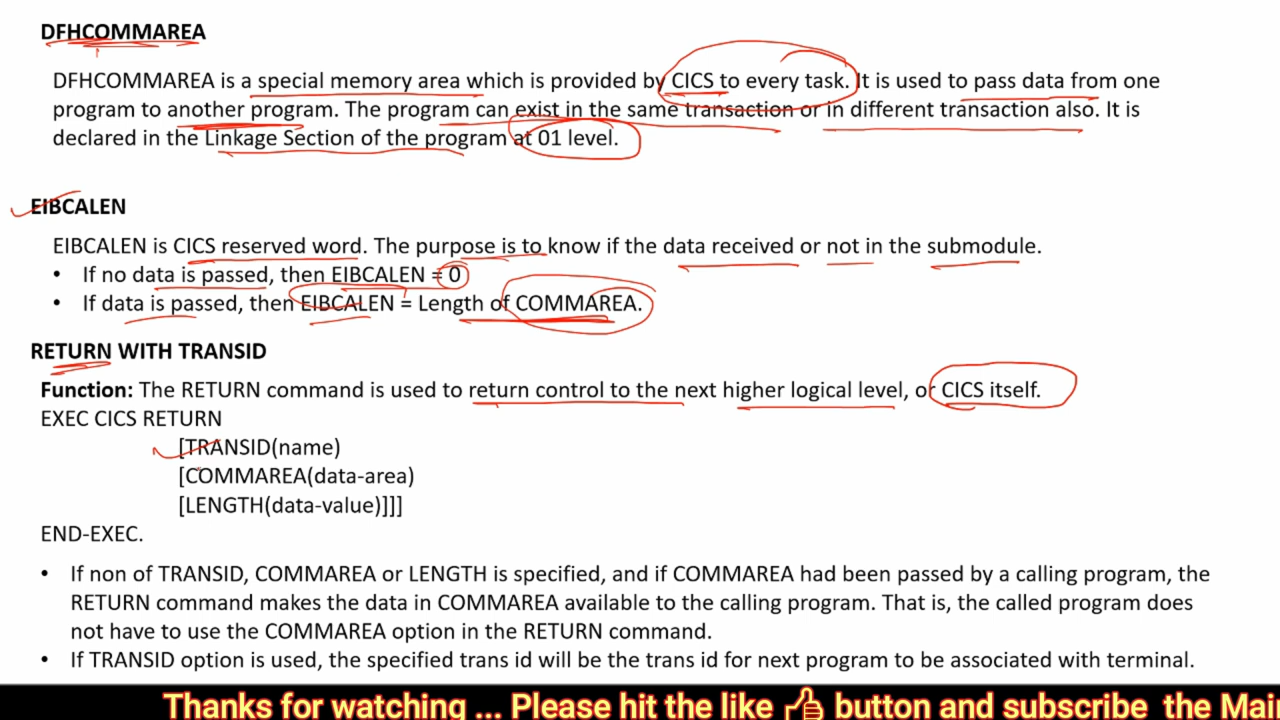 DFHCOMMAREA
DFHCOMMAREA is a special memory area which is provided by CICS to every task. It is used to pass data from one
program to another program. The program can exist in the same transaction or in different transaction also. It is
declared in the Linkage Section of the program at 01 level.
EIBCALEN
EIBCALEN is CICS reserved word. The purpose is to know if the data received or not in the submodule.
• If no data is passed, then EIBCALEN = 0
• If data is passed, then EIBCALEN = Length of COMMAREA.
RETURN WITH TRANSID
Function: The RETURN command is used to return control to the next higher logical level, or CICS itself.
EXEC CICS RETURN
[TRANSID(name)
[COMMAREA(data-area)
[LENGTH(data-value)]]]
END-EXEC.
• If non of TRANSID, COMMAREA or LENGTH is specified, and if COMMAREA had been passed by a calling program, the
RETURN command makes the data in COMMAREA available to the calling program. That is, the called program does
not have to use the COMMAREA option in the RETURN command.
• If TRANSID option is used, the specified trans id will be the trans id for next program to be associated with terminal.
Thanks for watching ... Please hit the like 👍 button and subscribe the Mai